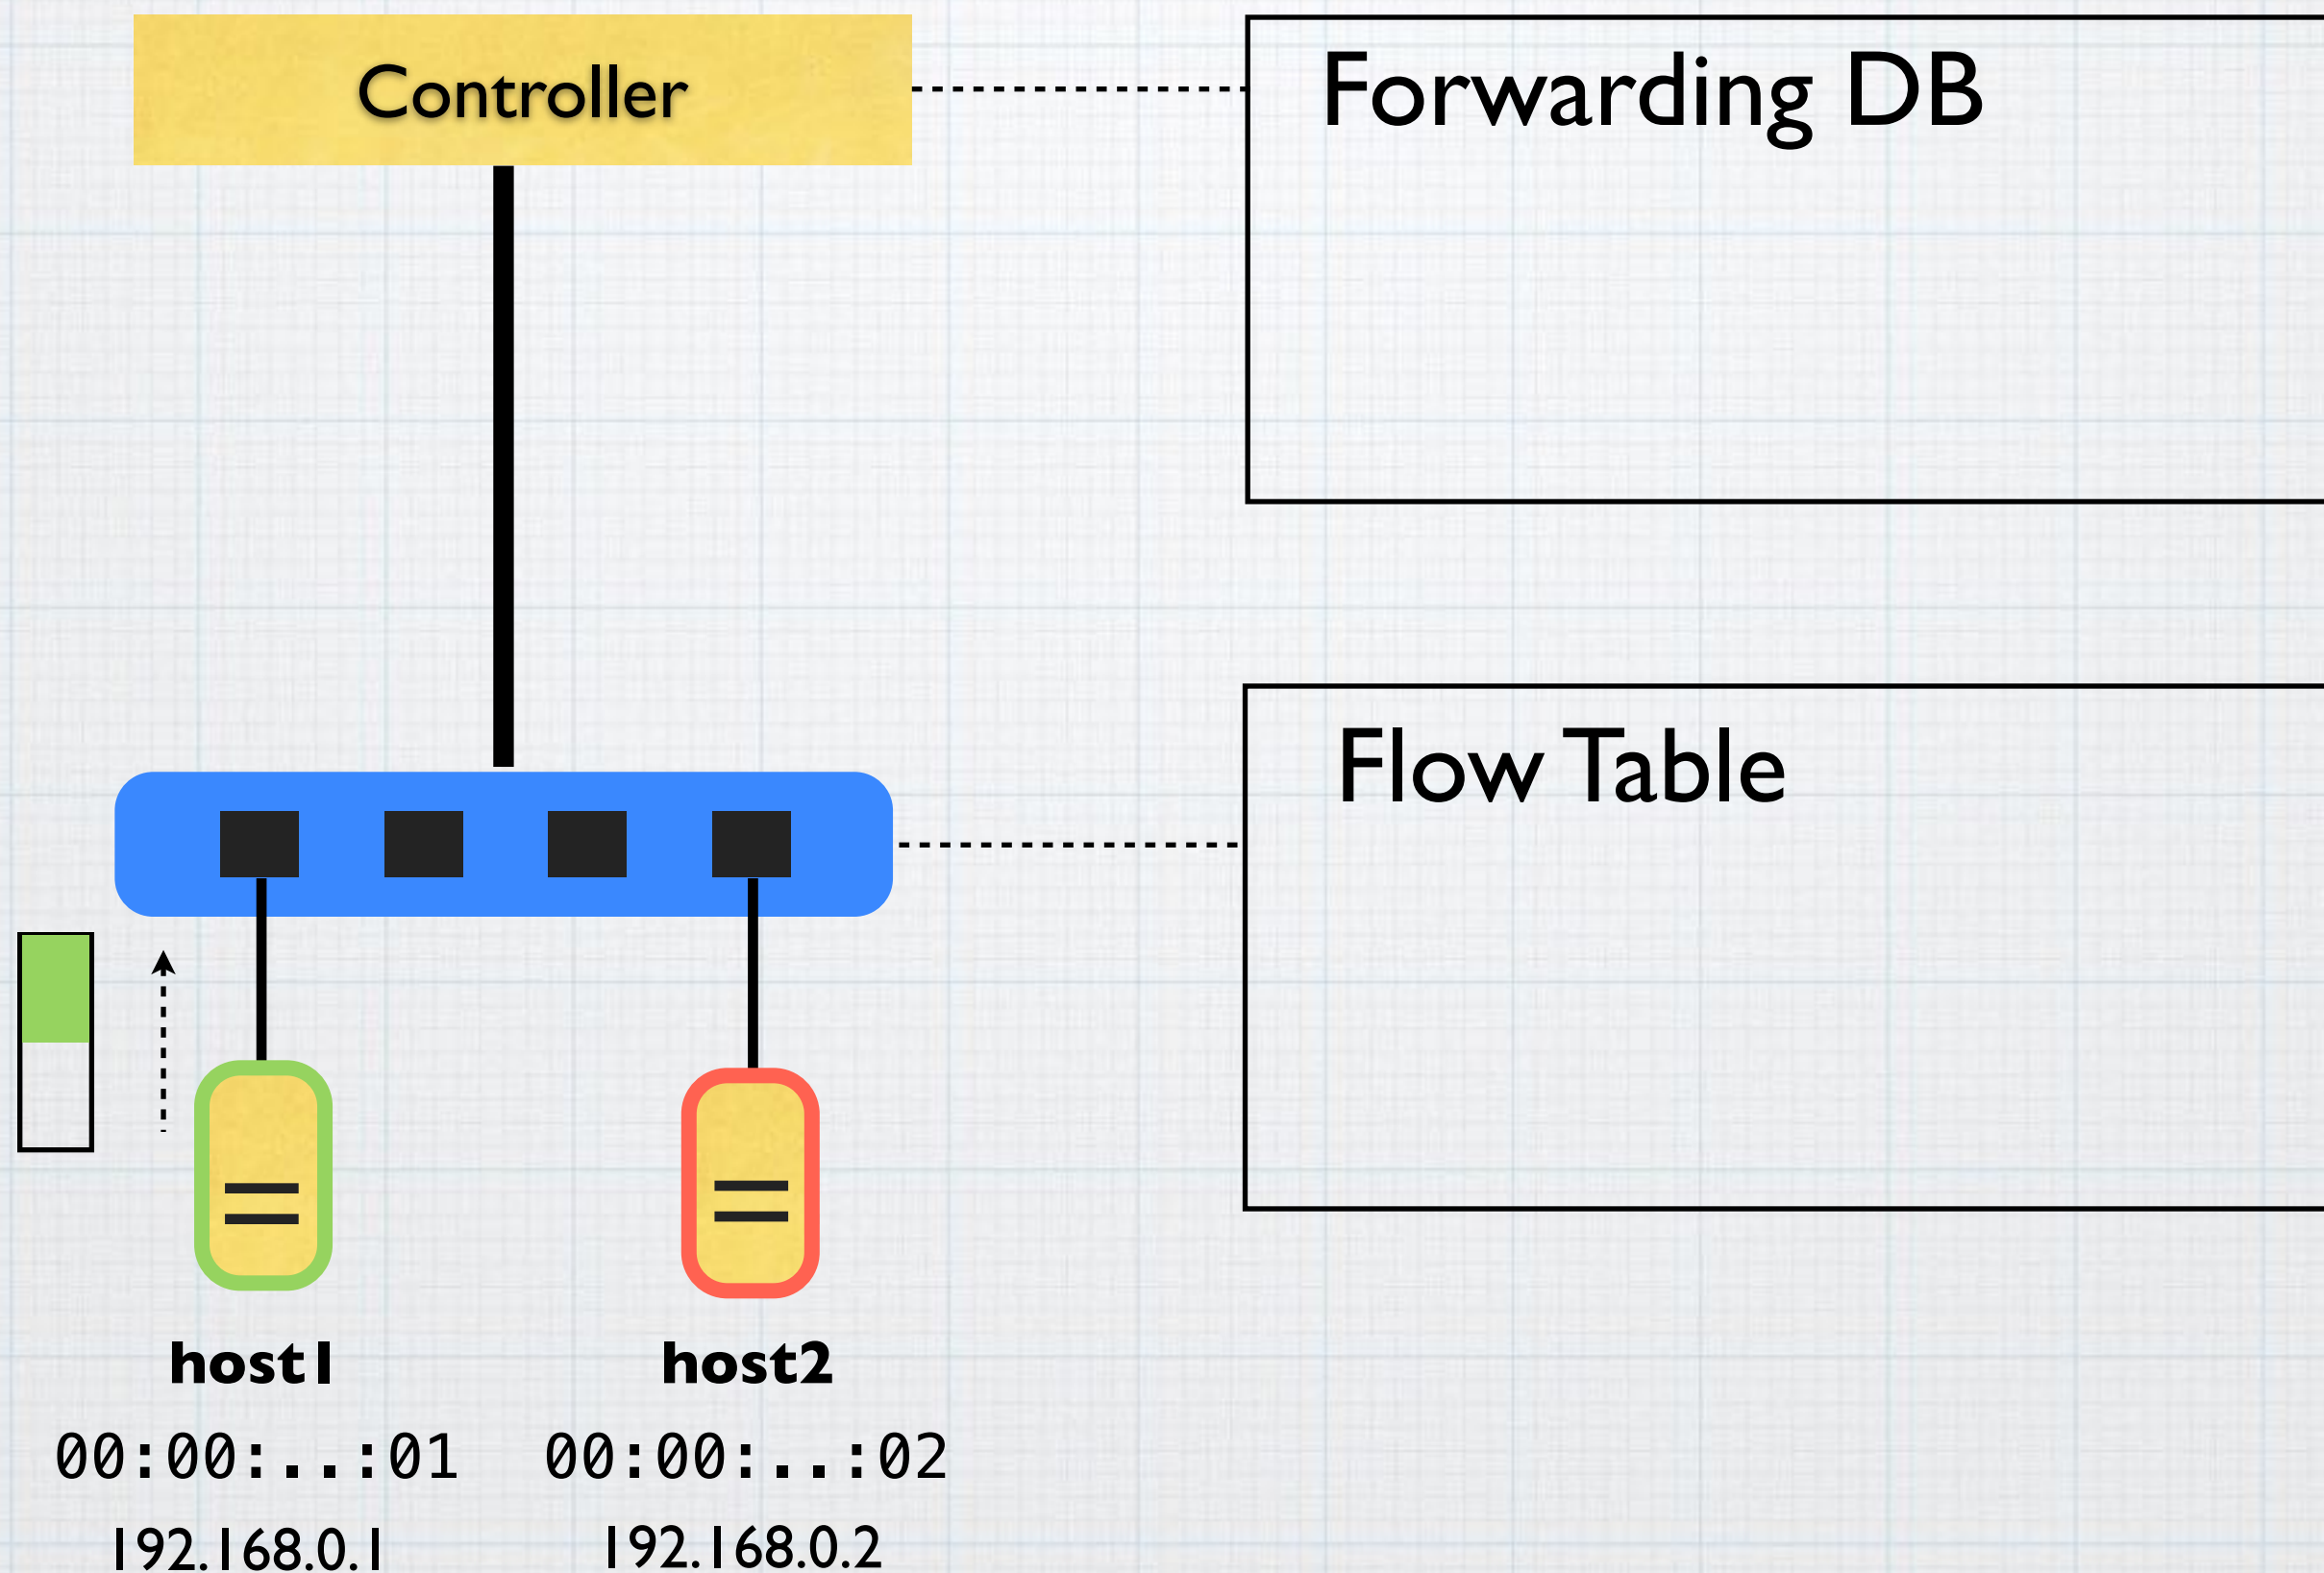 Controller
Forwarding DB
Flow Table
host1
host2
00:00:..:01
00:00:..:02
192.168.0.1
192.168.0.2